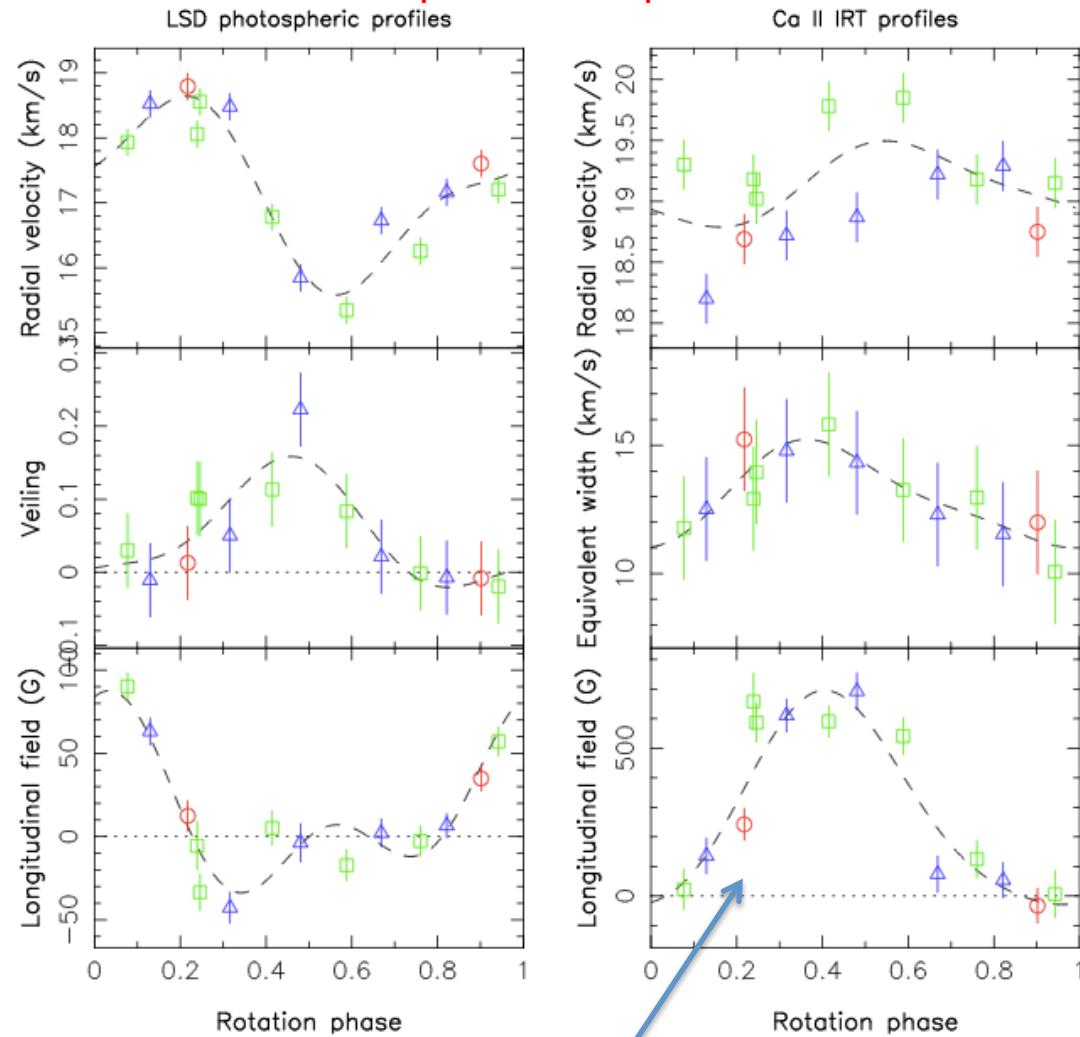 LSD photospheric profiles
Ca II IRT profiles
Radial velocity (km/s)
19
18
17
16
15
Radial velocity (km/s)
20
19.5
19
18.5
18
Veiling
0.3
0.2
0.1
0
Equivalent width (km/s)
15
10
Longitudinal field (G)
100
50
0
−50
Longitudinal field (G)
500
0
0 0.2 0.4 0.6 0.8 1
0 0.2 0.4 0.6 0.8 1
Rotation phase
Rotation phase